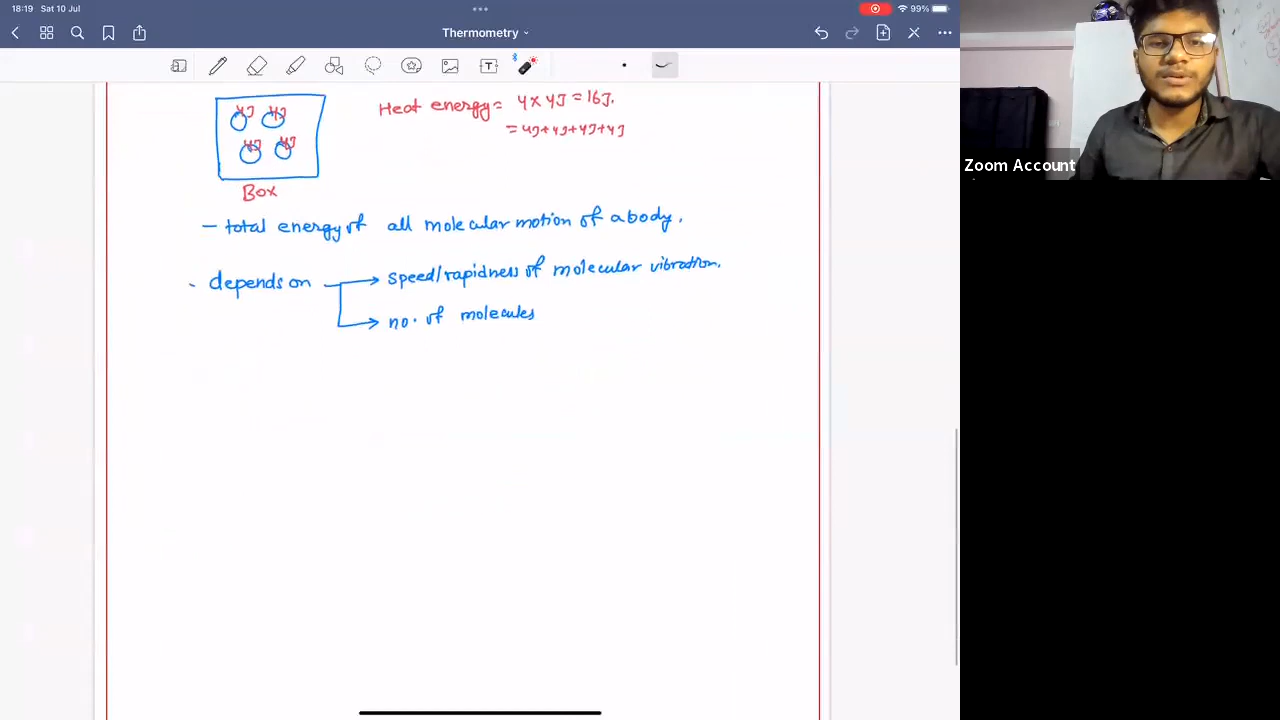 18:19 Sat 10 Jul
99%
Thermometry
T
4J 4J
4J 4J
Box
Heat energy = 4 x 4J = 16J.
= 4J+4J+4J+4J
- total energy of all molecular motion of a body.
- depends on
speed/rapidness of molecular vibration.
no. of molecules
Zoom Account